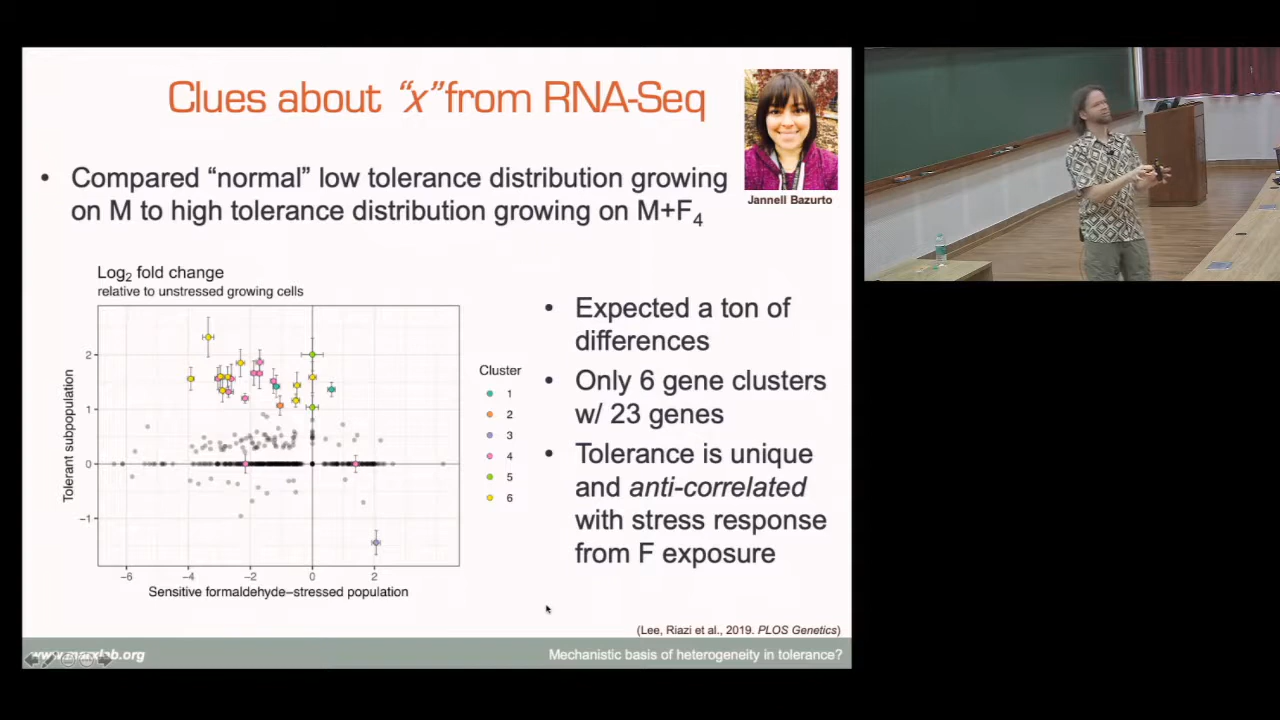 Clues about “x” from RNA-Seq
Jannell Bazurto
• Compared “normal” low tolerance distribution growing
on M to high tolerance distribution growing on M+F4
Log2 fold change
relative to unstressed growing cells
Tolerant subpopulation
2
1
0
−1
−6 −4 −2 0 2
Sensitive formaldehyde–stressed population
Cluster
1
2
3
4
5
6
• Expected a ton of
differences
• Only 6 gene clusters
w/ 23 genes
• Tolerance is unique
and anti-correlated
with stress response
from F exposure
(Lee, Riazi et al., 2019. PLOS Genetics)
www.marxlab.org
Mechanistic basis of heterogeneity in tolerance?